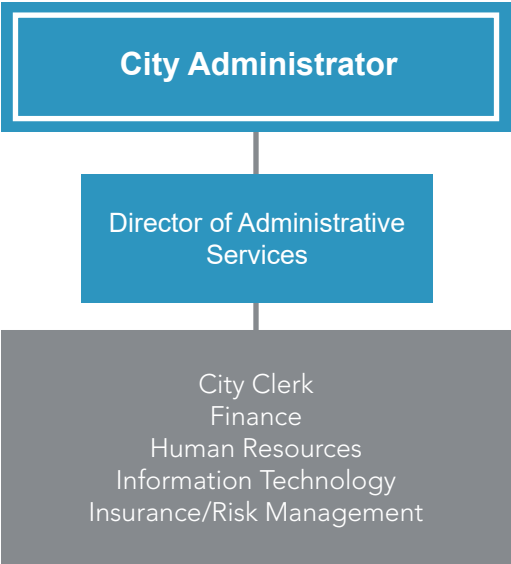 City Administrator
Director of Administrative
Services
City Clerk
Finance
Human Resources
Information Technology
Insurance/Risk Management